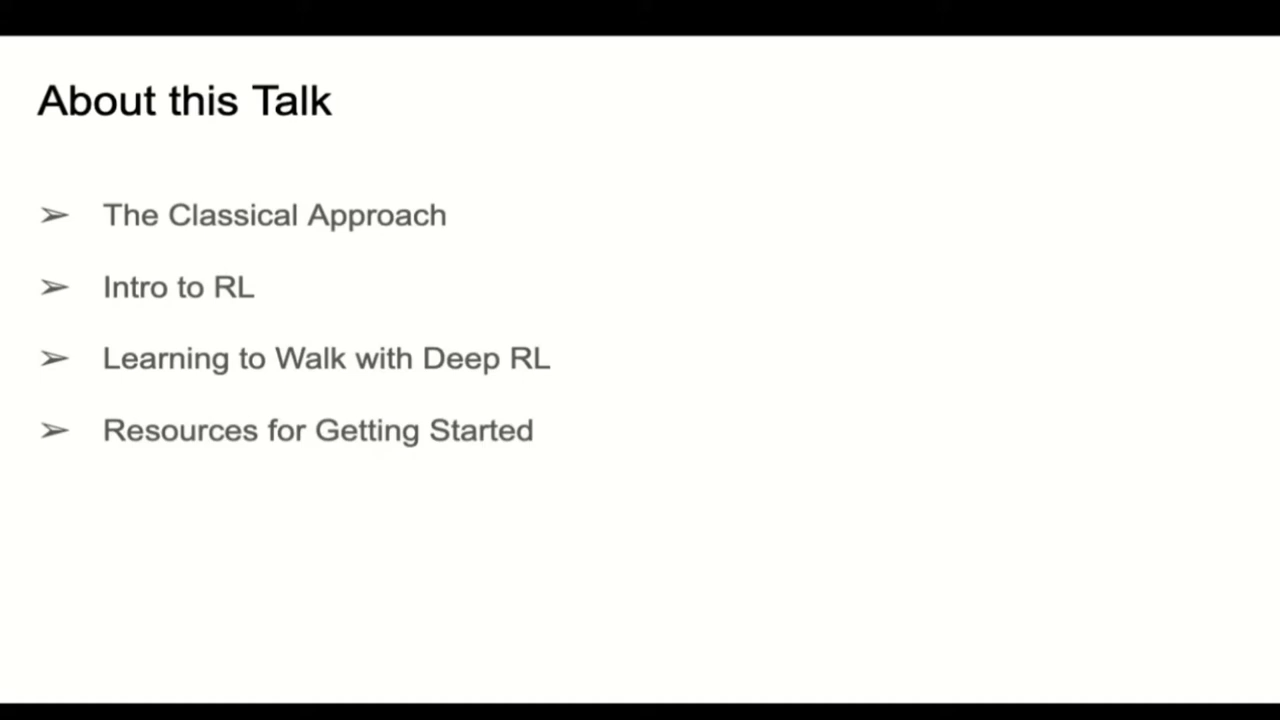 About this Talk
➢ The Classical Approach
➢ Intro to RL
➢ Learning to Walk with Deep RL
➢ Resources for Getting Started